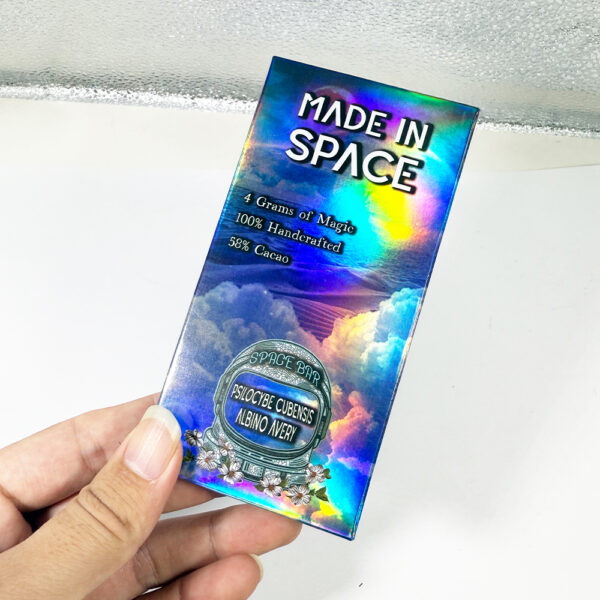 MADE IN
SPACE
4 Grams of Magic
100% Handcrafted
58% Cacao
SPACE BAR
PSILOCYBE CUBENSIS
ALBINO AVERY